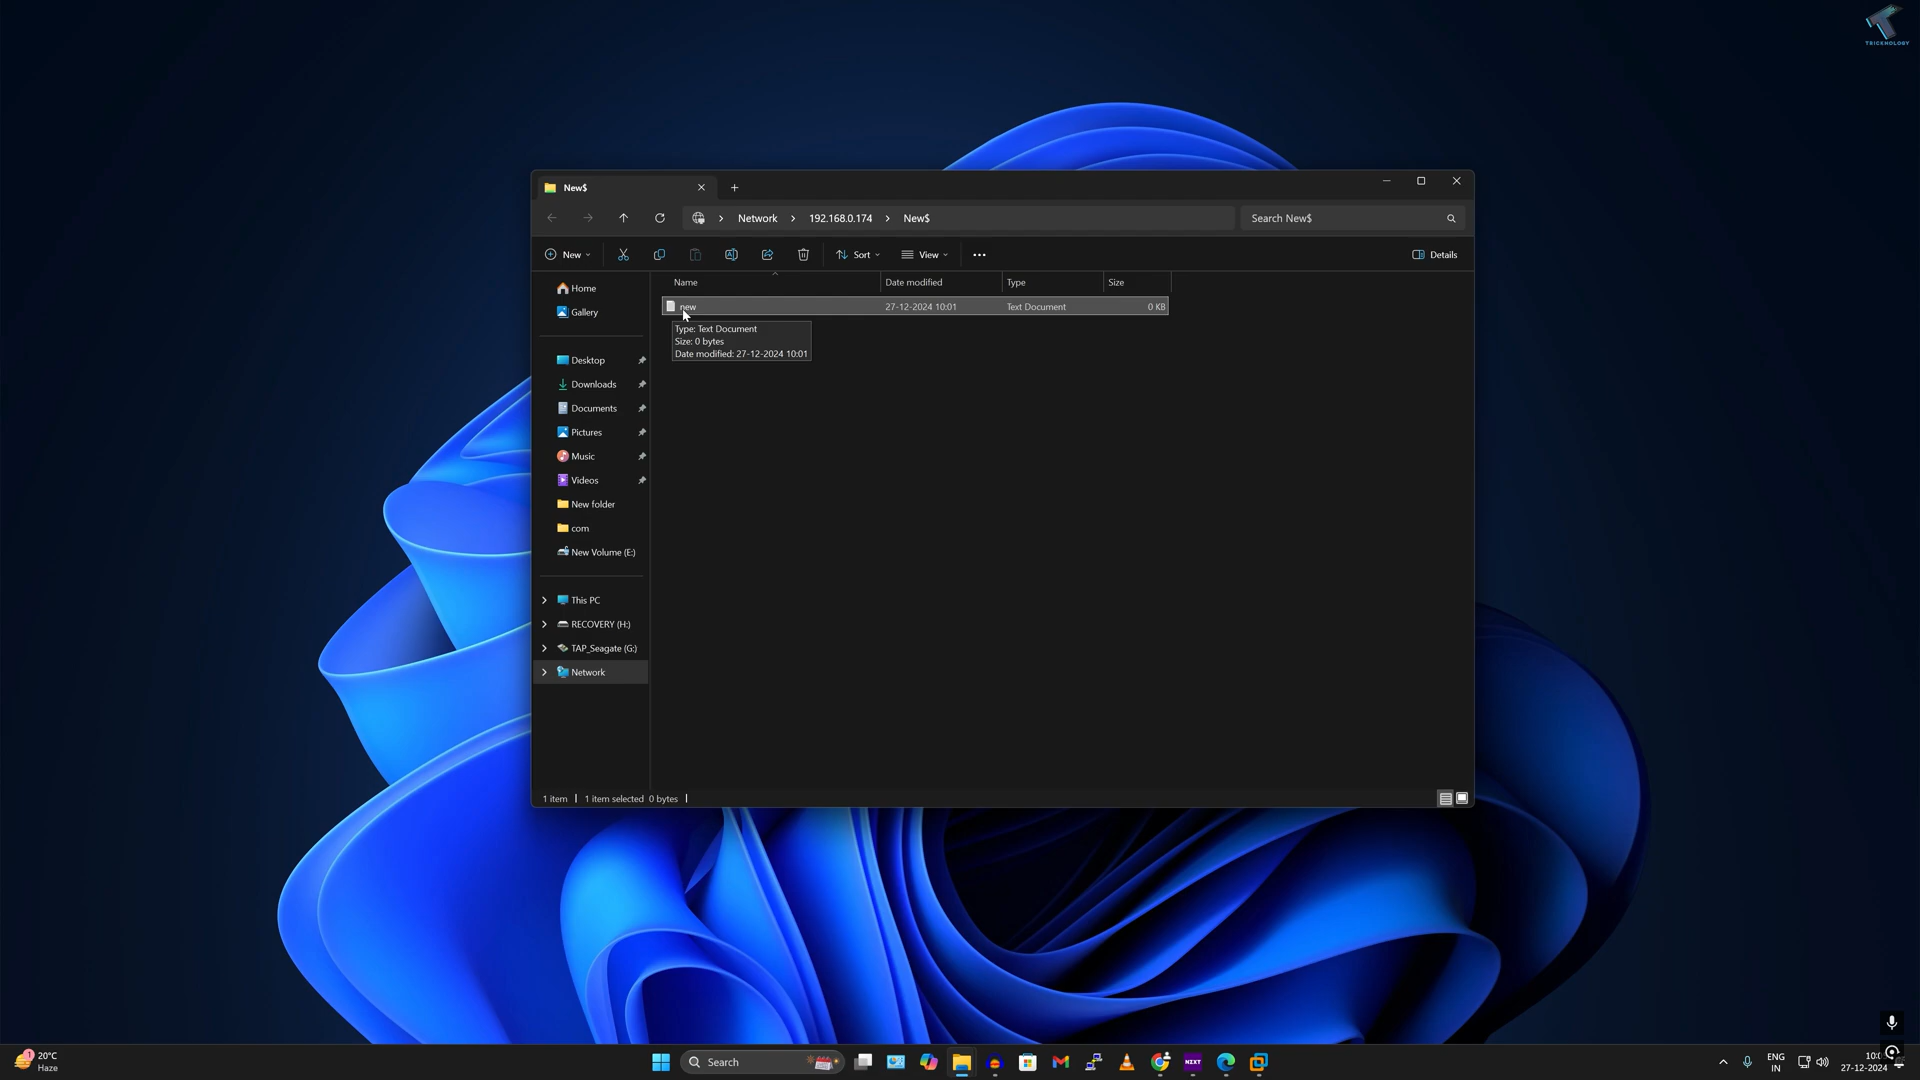 TRICKNOLOGY
New$
Network
192.168.0.174
New$
Search New$
New
Sort
View
Details
Name
Date modified
Type
Size
Home
Gallery
Desktop
Downloads
Documents
Pictures
Music
Videos
New folder
com
New Volume (E:)
This PC
RECOVERY (H:)
TAP_Seagate (G:)
Network
new
27-12-2024 10:01
Text Document
0 KB
Type: Text Document
Size: 0 bytes
Date modified: 27-12-2024 10:01
1 item
1 item selected 0 bytes
1
20°C
Haze
Search
NEXT
ENG
IN
27-12-2024